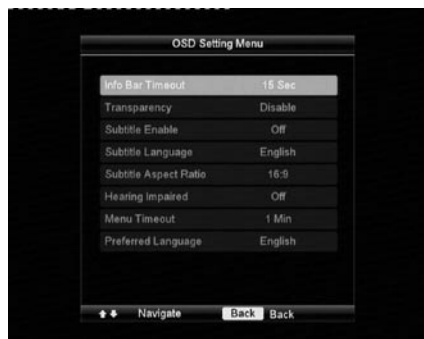 OSD Setting Menu
Info Bar Timeout 15 Sec
Transparency Disable
Subtitle Enable Off
Subtitle Language English
Subtitle Aspect Ratio 16:9
Hearing Impaired Off
Menu Timeout 1 Min
Preferred Language English
Navigate Back Back